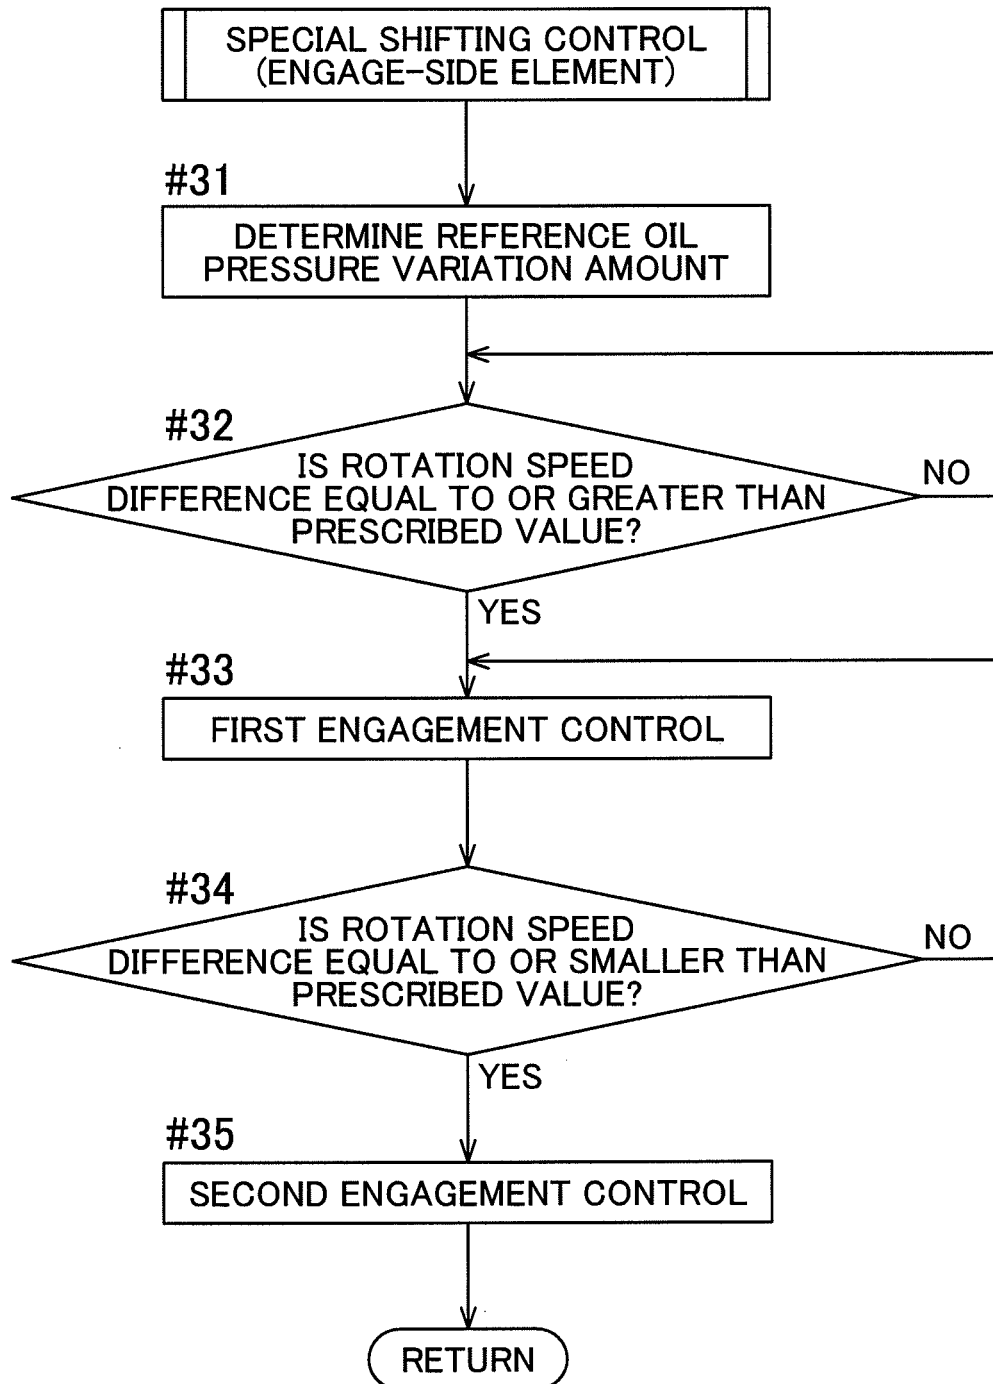 SPECIAL SHIFTING CONTROL
(ENGAGE-SIDE ELEMENT)
#31
DETERMINE REFERENCE OIL
PRESSURE VARIATION AMOUNT
#32
IS ROTATION SPEED
DIFFERENCE EQUAL TO OR GREATER THAN
PRESCRIBED VALUE?
NO
YES
#33
FIRST ENGAGEMENT CONTROL
#34
IS ROTATION SPEED
DIFFERENCE EQUAL TO OR SMALLER THAN
PRESCRIBED VALUE?
NO
YES
#35
SECOND ENGAGEMENT CONTROL
RETURN